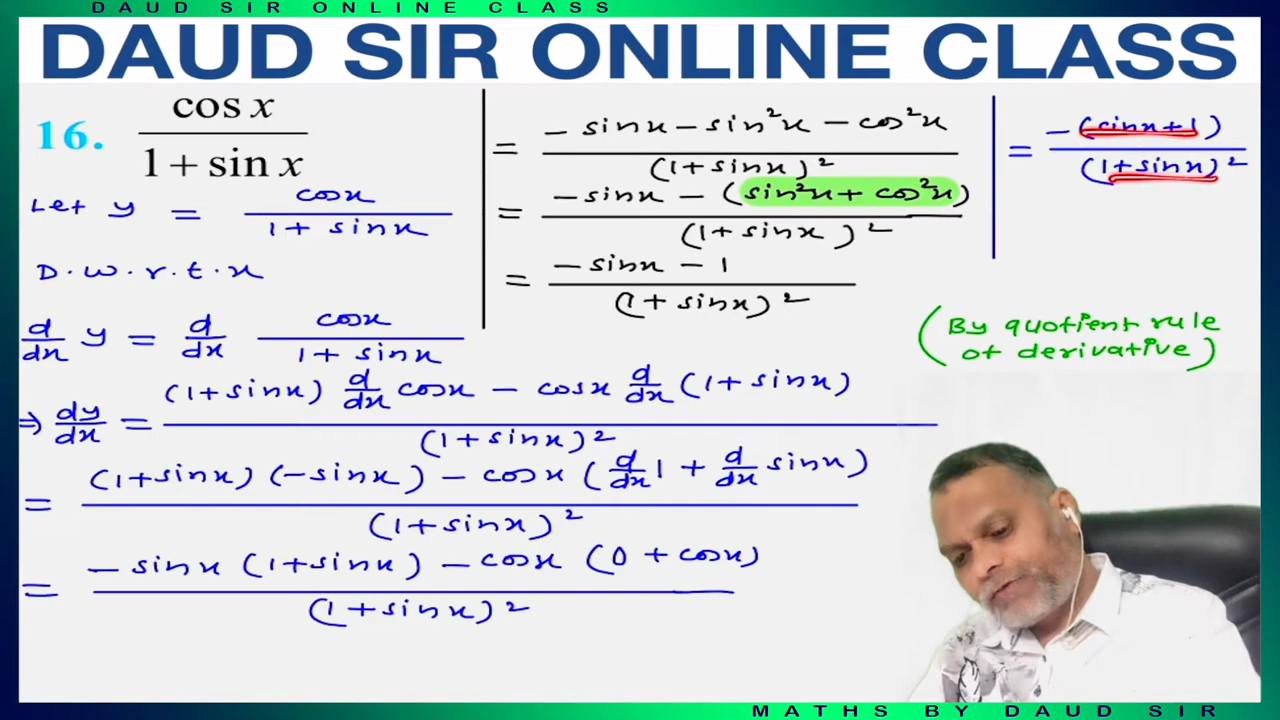 DAUD SIR ONLINE CLASS
DAUD SIR ONLINE CLASS
16. cos x / (1 + sin x)
Let y = cosx / (1 + sinx)
D.w.r.t.x
d/dx y = d/dx cosx / (1 + sinx)
⇒ dy/dx = ((1+sinx) d/dx cosx − cosx d/dx (1+sinx)) / (1+sinx)²
= ((1+sinx) (−sinx) − cosx (d/dx 1 + d/dx sinx)) / (1+sinx)²
= (−sinx (1+sinx) − cosx (0 + cosx)) / (1+sinx)²
= (−sinx − sin²x − cos²x) / (1+sinx)²
= (−sinx − (sin²x + cos²x)) / (1+sinx)²
= (−sinx − 1) / (1+sinx)²
= −(sinx+1) / (1+sinx)²
(By quotient rule
of derivative)
MATHS BY DAUD SIR